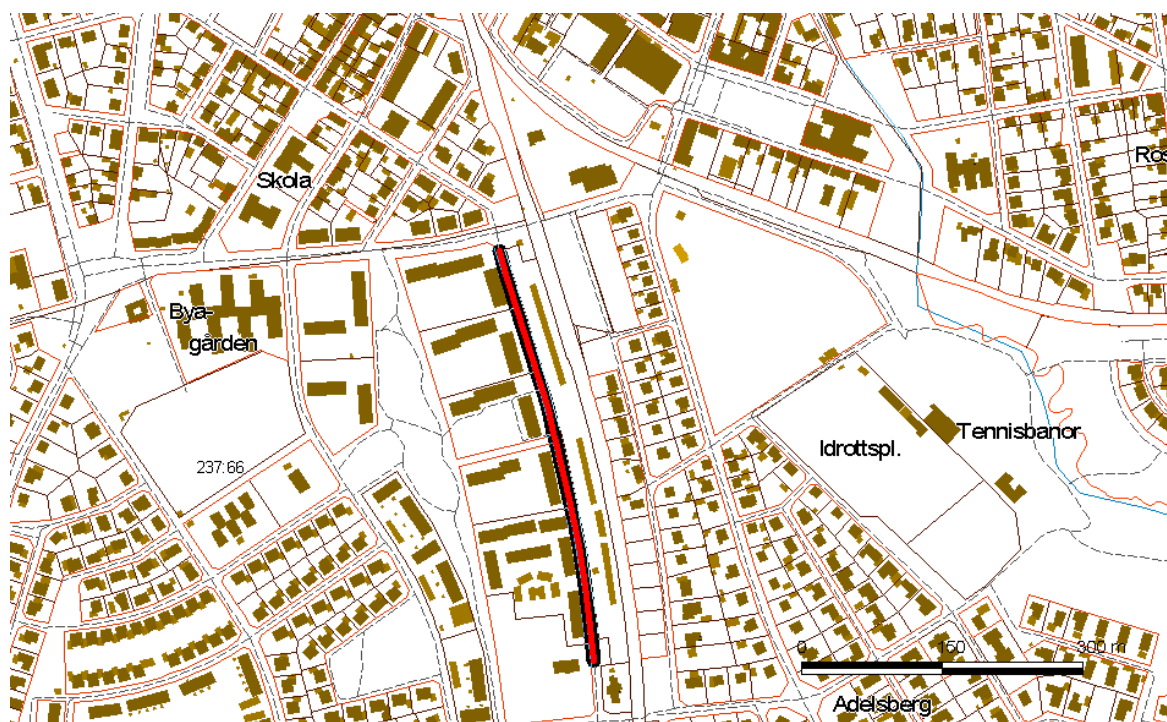 Ros
Skola
Bya-
gården
Tennisbanor
Idrottspl.
237:66
0 150 300 m
Adelsberg